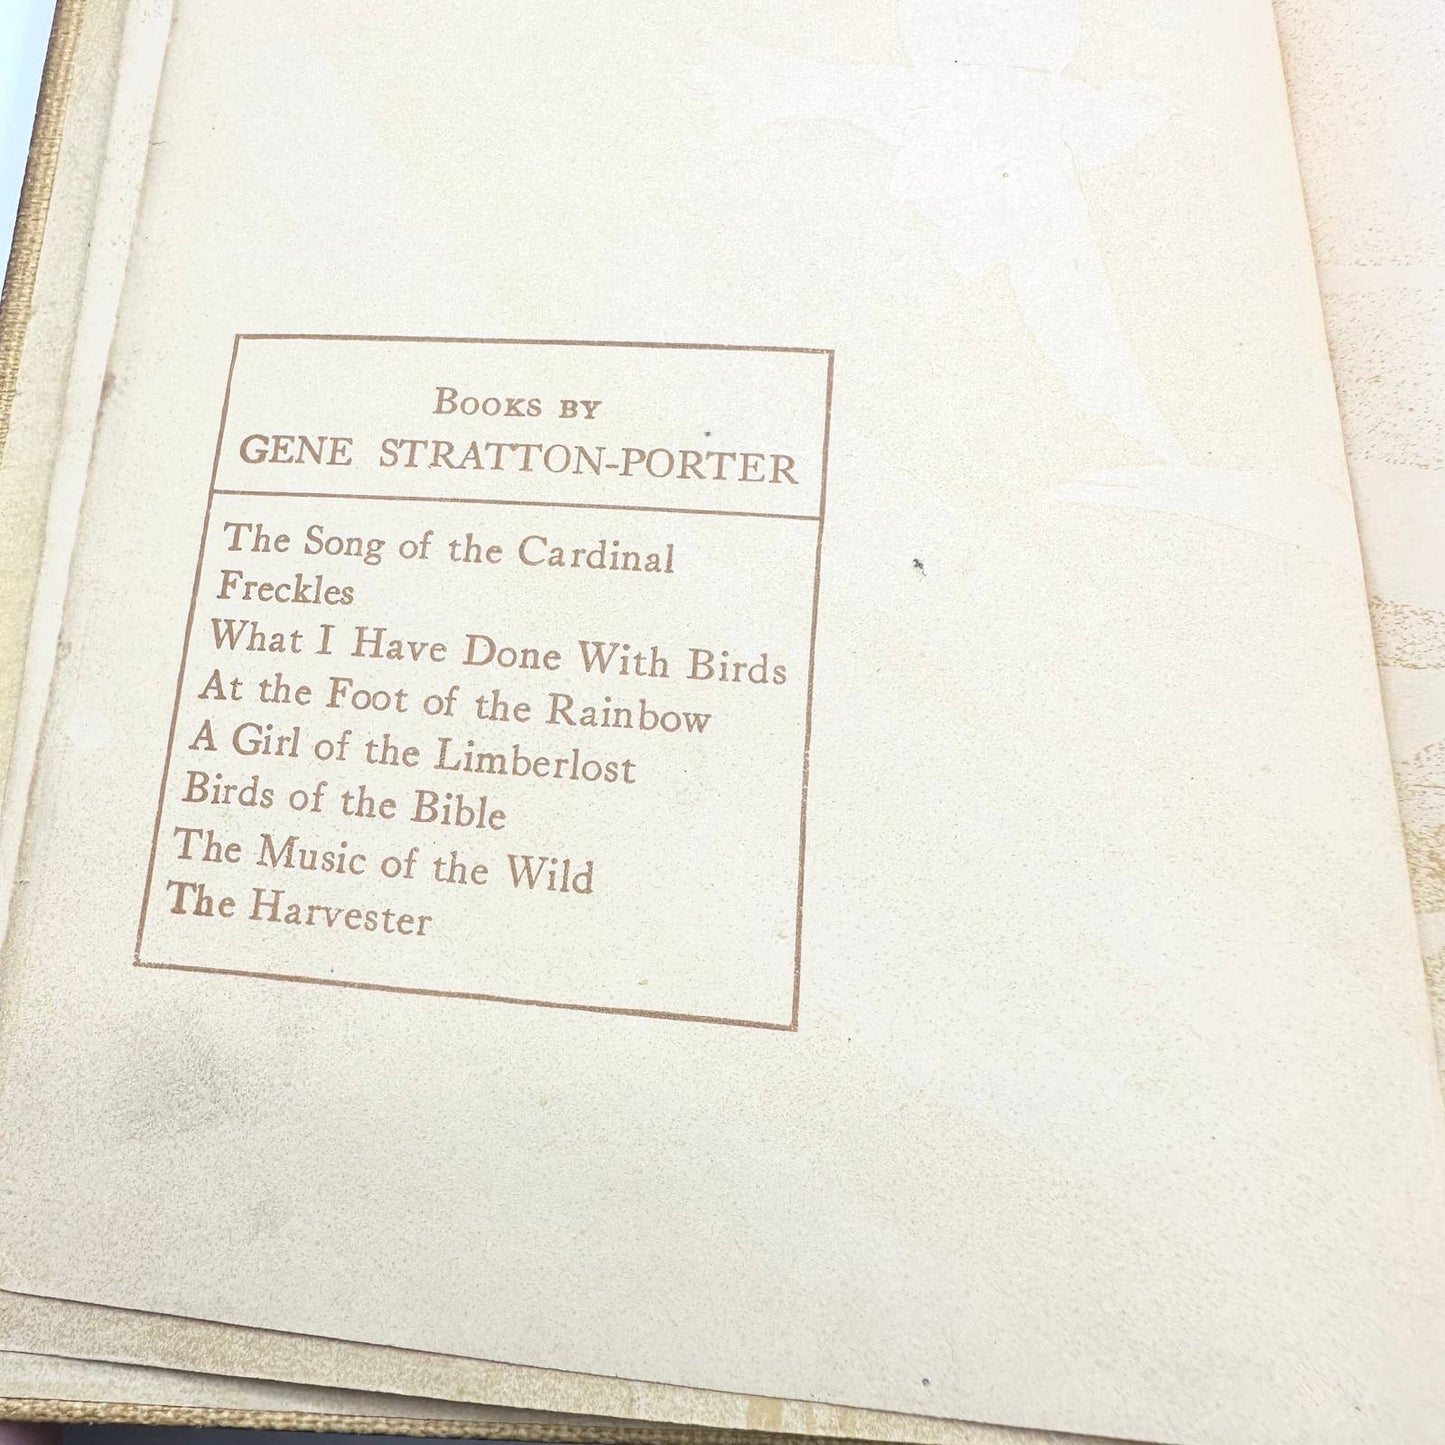 BOOKS BY
GENE STRATTON-PORTER
The Song of the Cardinal
Freckles
What I Have Done With Birds
At the Foot of the Rainbow
A Girl of the Limberlost
Birds of the Bible
The Music of the Wild
The Harvester